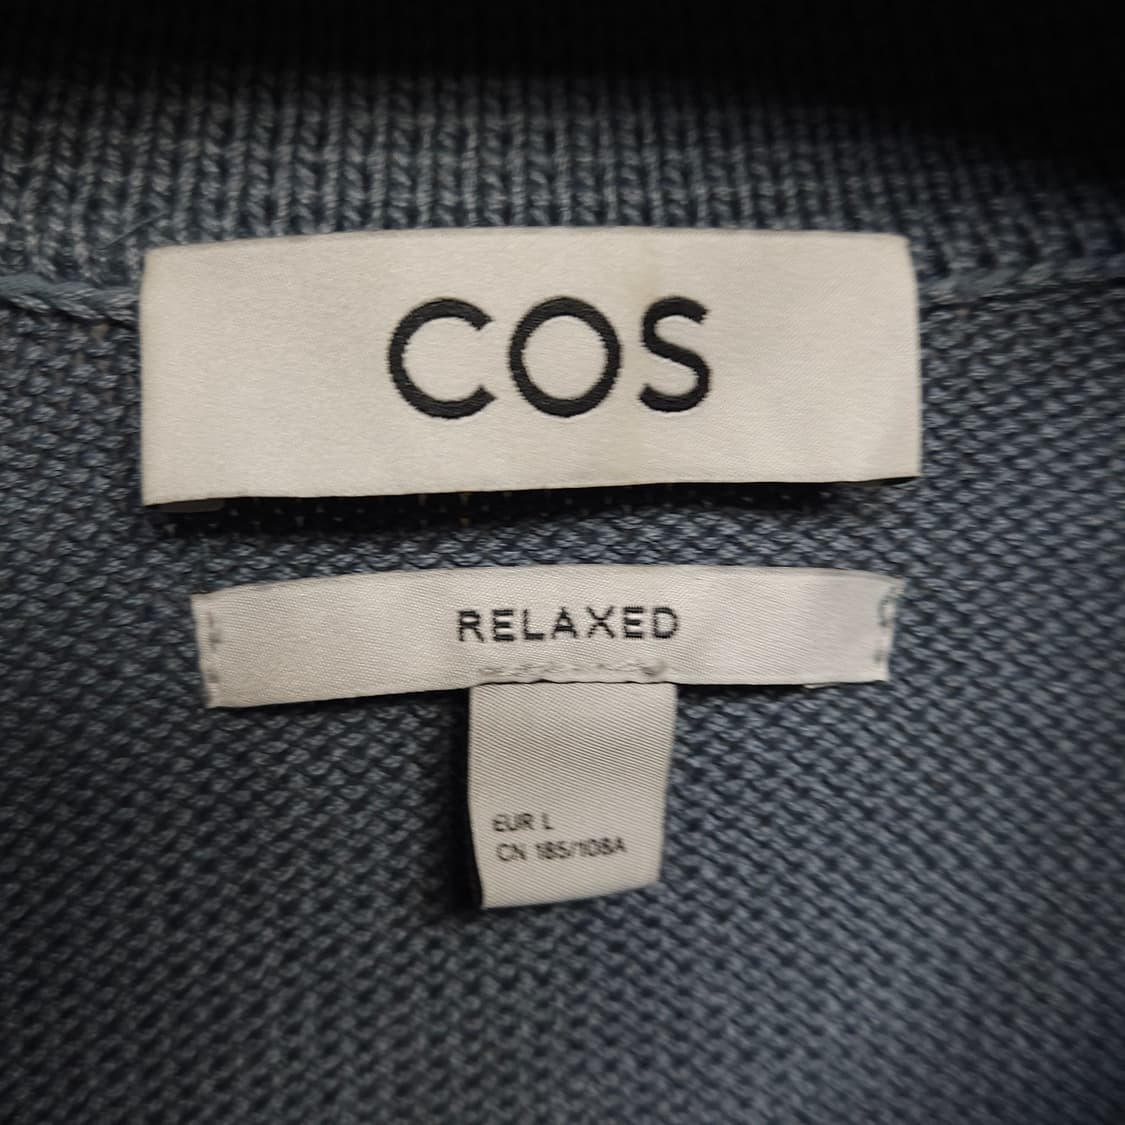 COS
RELAXED
EUR L
CN 185/108A